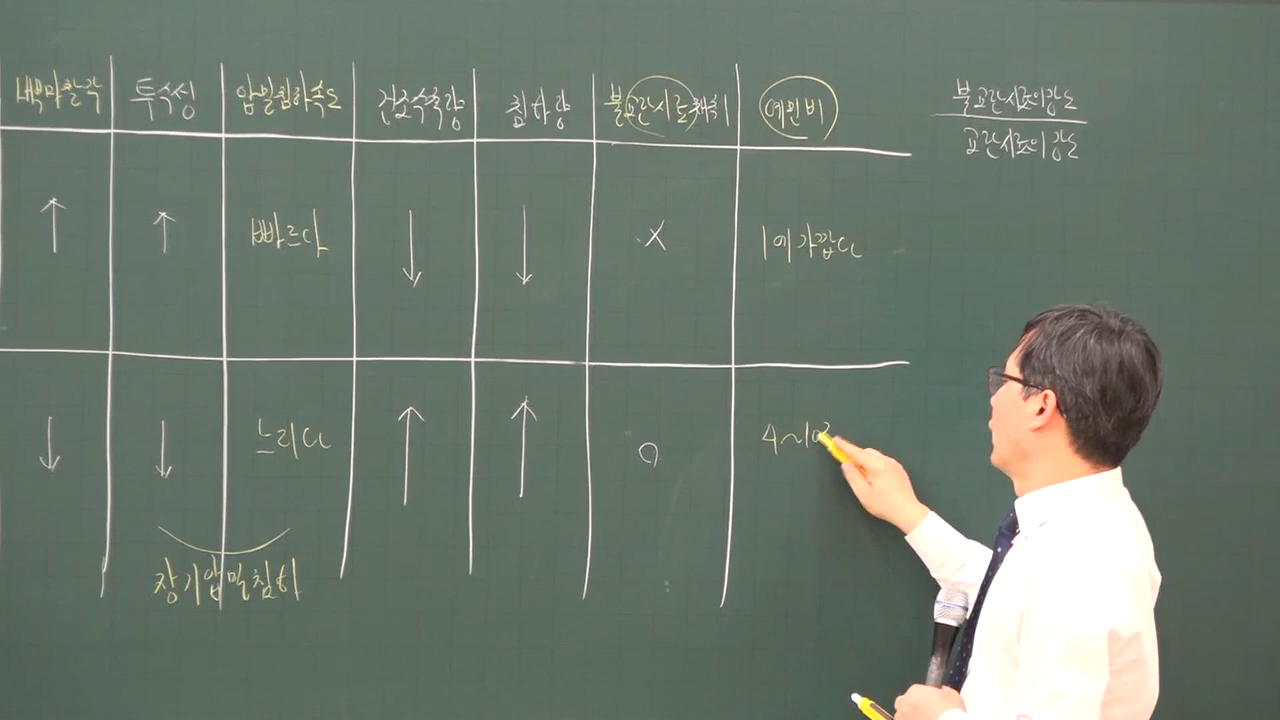 내부마찰각 투수성 압밀침하속도 건조수축량 침하량 불교란시료채취 예민비
불교란시료의강도
교란시료의강도
↑ ↑ 빠르다 ↓ ↓ X 1에 가깝다
↓ ↓ 느리다 ↑ ↑ O 4~10
장기압밀침하